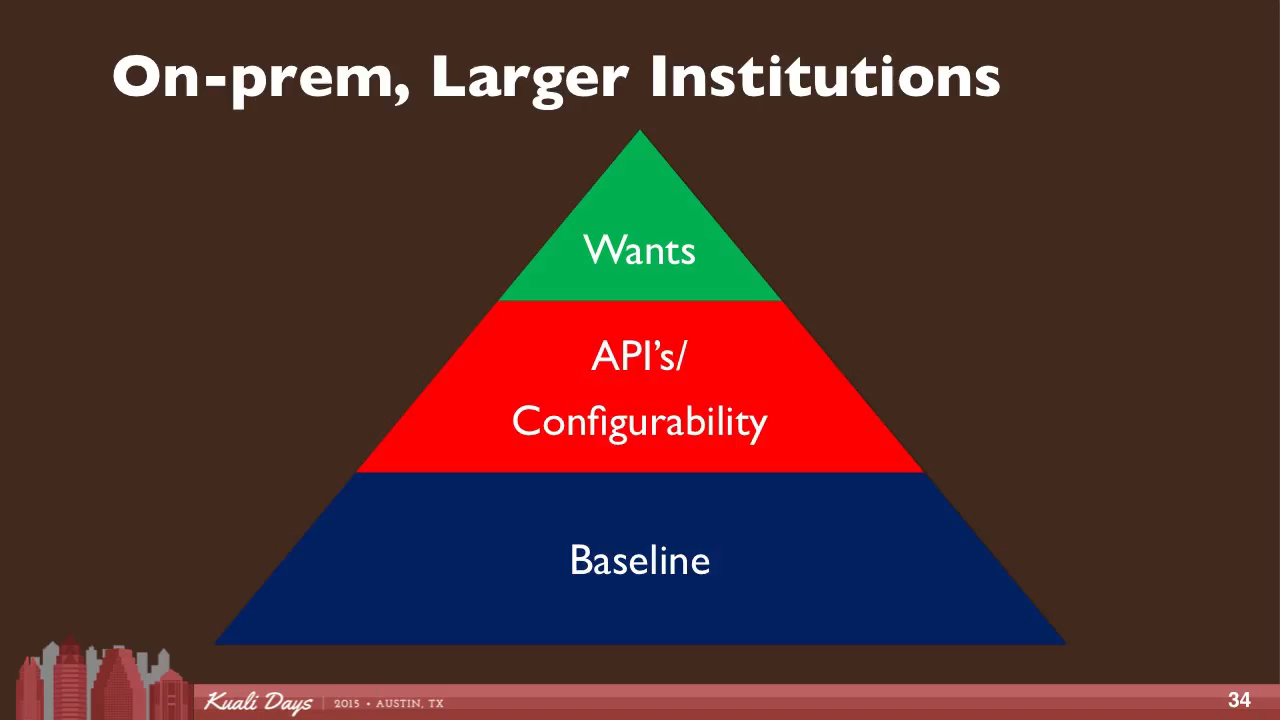 On-prem, Larger Institutions
Wants
API’s/
Configurability
Baseline
Kuali Days | 2015 • AUSTIN, TX
34